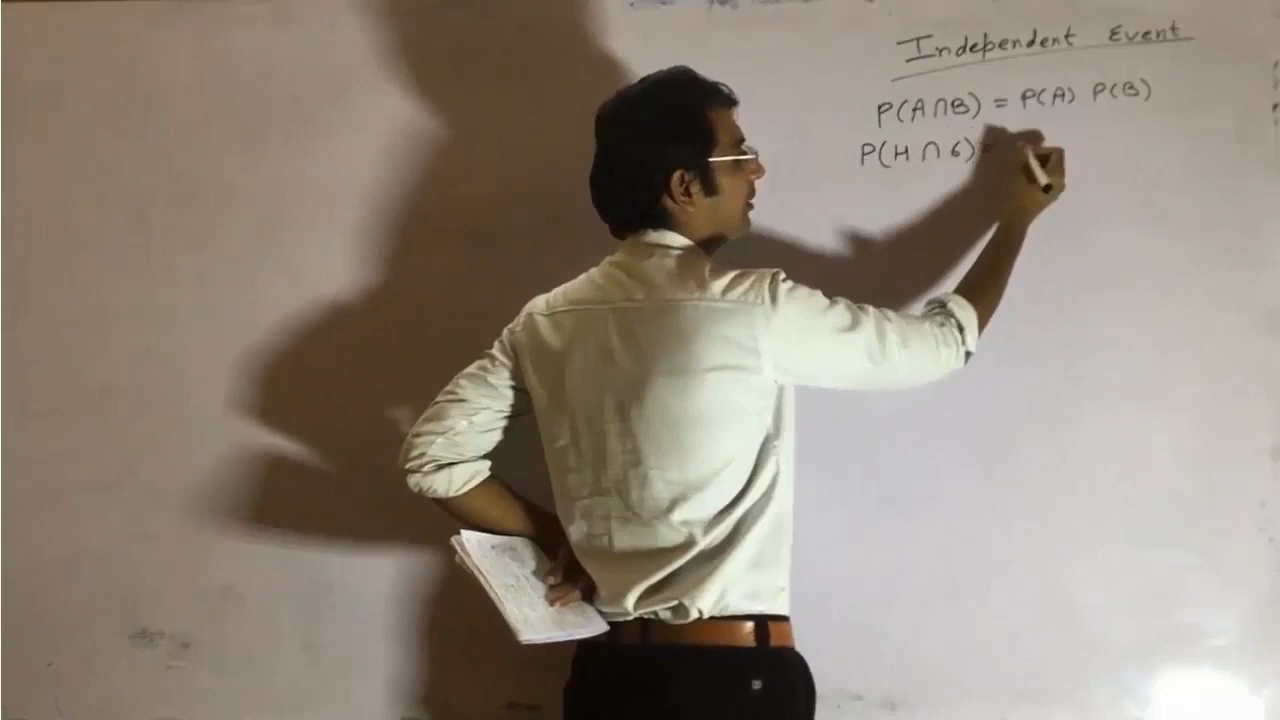 Independent Event
P(A∩B) = P(A) P(B)
P(H ∩ 6) =